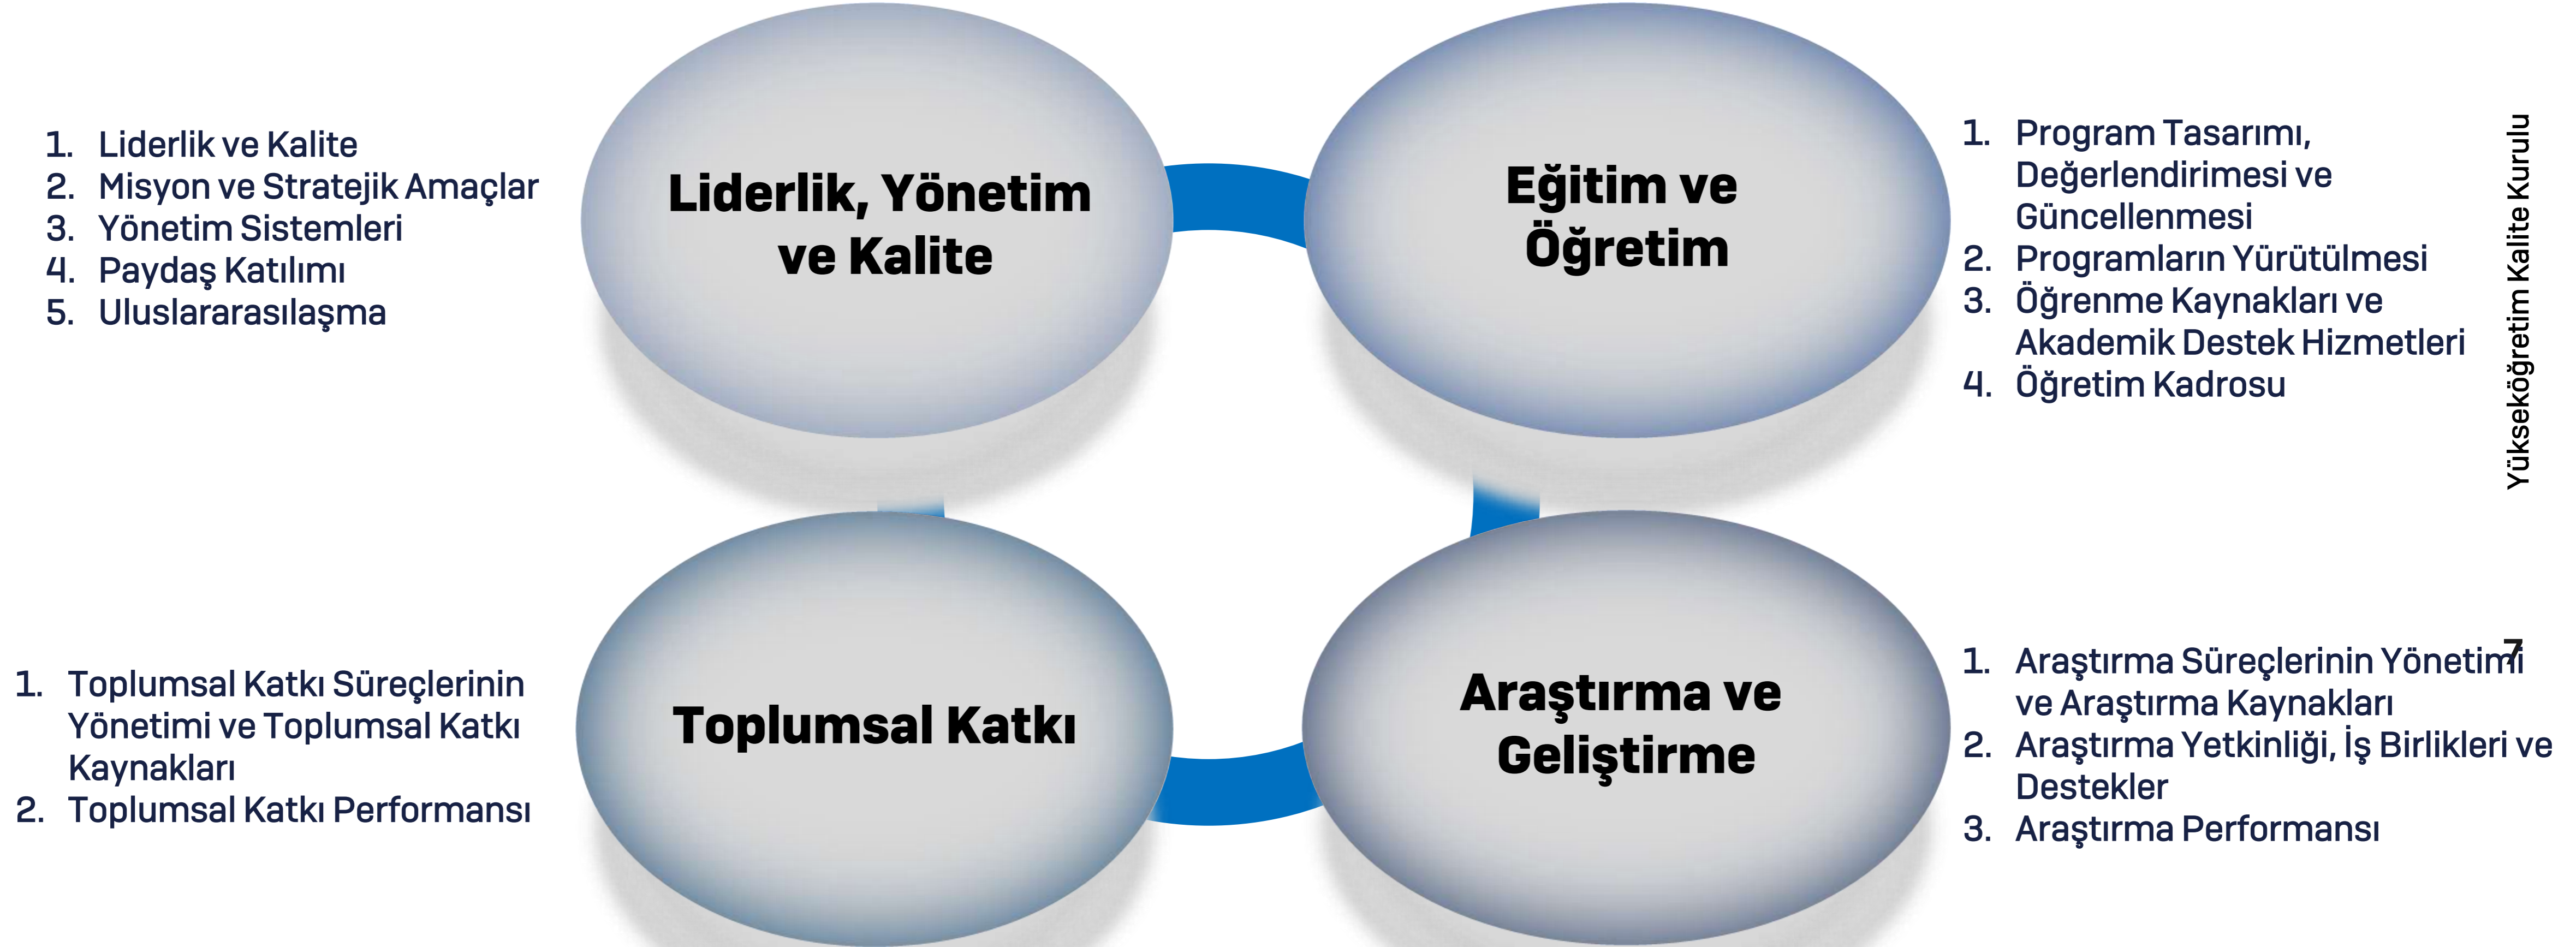 1. Liderlik ve Kalite
2. Misyon ve Stratejik Amaçlar
3. Yönetim Sistemleri
4. Paydaş Katılımı
5. Uluslararasılaşma
Liderlik, Yönetim
ve Kalite
Eğitim ve
Öğretim
1. Program Tasarımı,
Değerlendirimesi ve
Güncellenmesi
2. Programların Yürütülmesi
3. Öğrenme Kaynakları ve
Akademik Destek Hizmetleri
4. Öğretim Kadrosu
Yükseköğretim Kalite Kurulu
1. Toplumsal Katkı Süreçlerinin
Yönetimi ve Toplumsal Katkı
Kaynakları
2. Toplumsal Katkı Performansı
Toplumsal Katkı
Araştırma ve
Geliştirme
7
1. Araştırma Süreçlerinin Yönetimi
ve Araştırma Kaynakları
2. Araştırma Yetkinliği, İş Birlikleri ve
Destekler
3. Araştırma Performansı